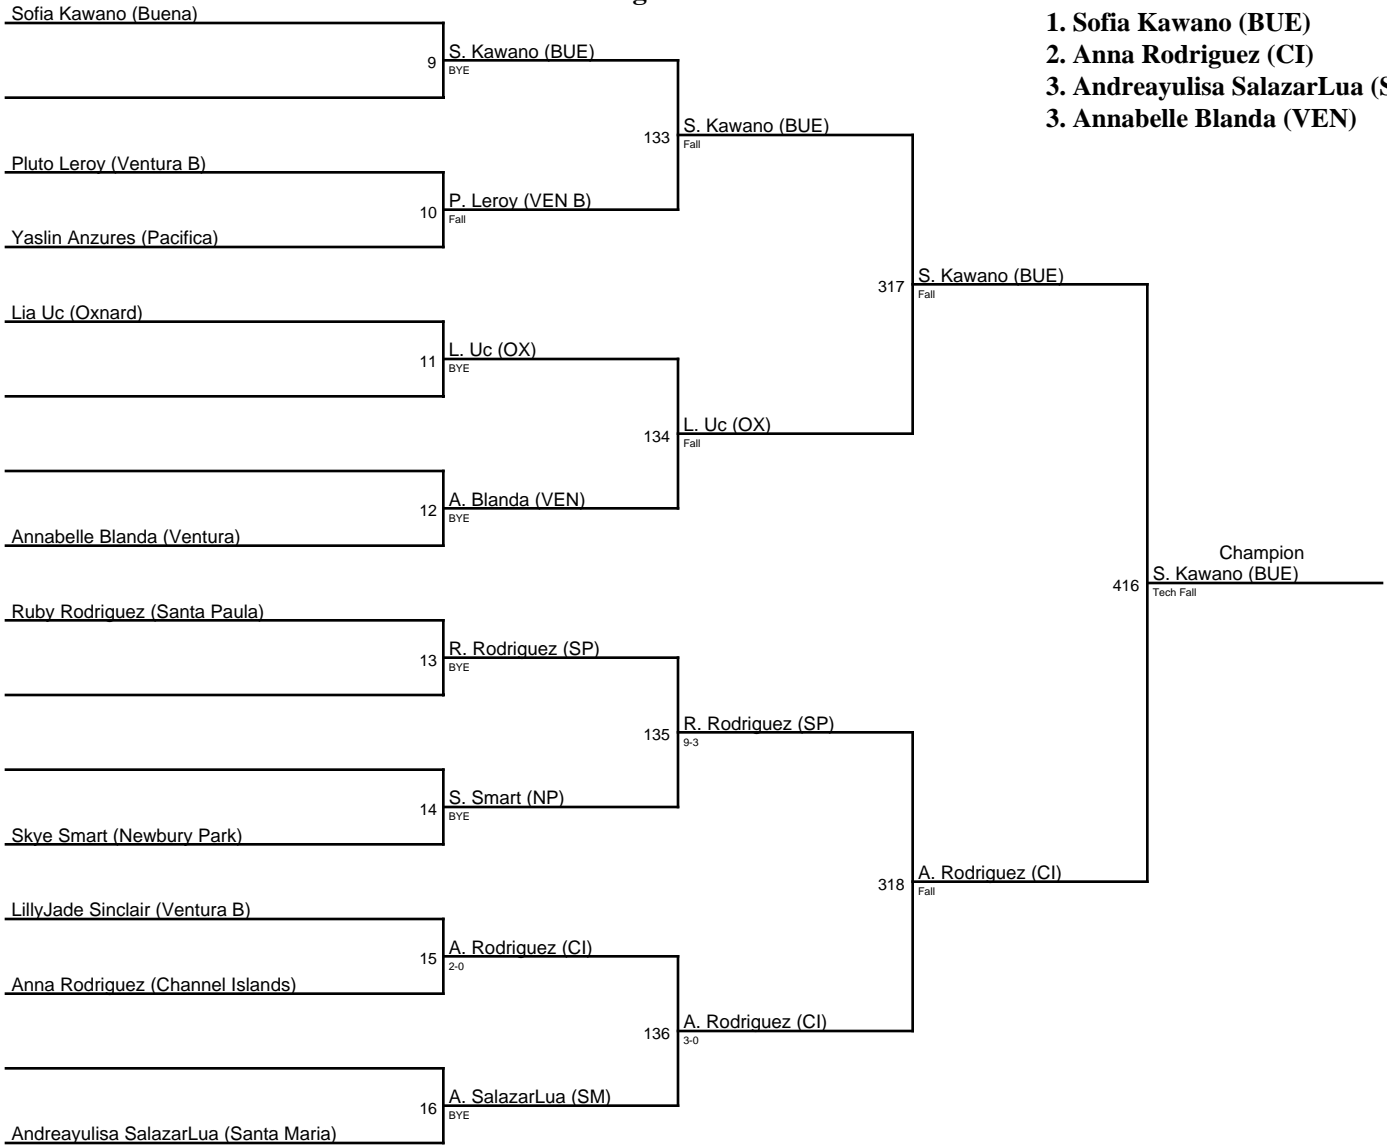 1. Sofia Kawano (BUE)
2. Anna Rodriguez (CI)
3. Andreayulisa SalazarLua (S
3. Annabelle Blanda (VEN)
Sofia Kawano (Buena)
9 S. Kawano (BUE)
BYE
133 S. Kawano (BUE)
Fall
Pluto Leroy (Ventura B)
10 P. Leroy (VEN B)
Fall
Yaslin Anzures (Pacifica)
317 S. Kawano (BUE)
Fall
Lia Uc (Oxnard)
11 L. Uc (OX)
BYE
134 L. Uc (OX)
Fall
12 A. Blanda (VEN)
BYE
Annabelle Blanda (Ventura)
Champion
416 S. Kawano (BUE)
Tech Fall
Ruby Rodriguez (Santa Paula)
13 R. Rodriguez (SP)
BYE
135 R. Rodriguez (SP)
9-3
14 S. Smart (NP)
BYE
Skye Smart (Newbury Park)
318 A. Rodriguez (CI)
Fall
LillyJade Sinclair (Ventura B)
15 A. Rodriguez (CI)
2-0
Anna Rodriguez (Channel Islands)
136 A. Rodriguez (CI)
3-0
16 A. SalazarLua (SM)
BYE
Andreayulisa SalazarLua (Santa Maria)